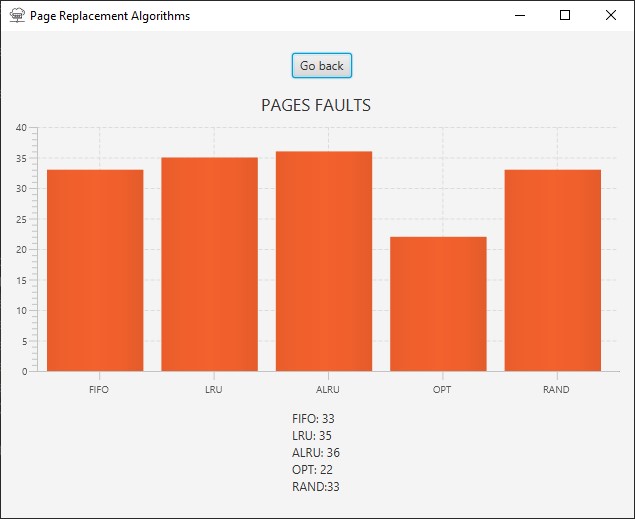 Page Replacement Algorithms
Go back
PAGES FAULTS
40
35
30
25
20
15
10
5
0
FIFO LRU ALRU OPT RAND
FIFO: 33
LRU: 35
ALRU: 36
OPT: 22
RAND:33